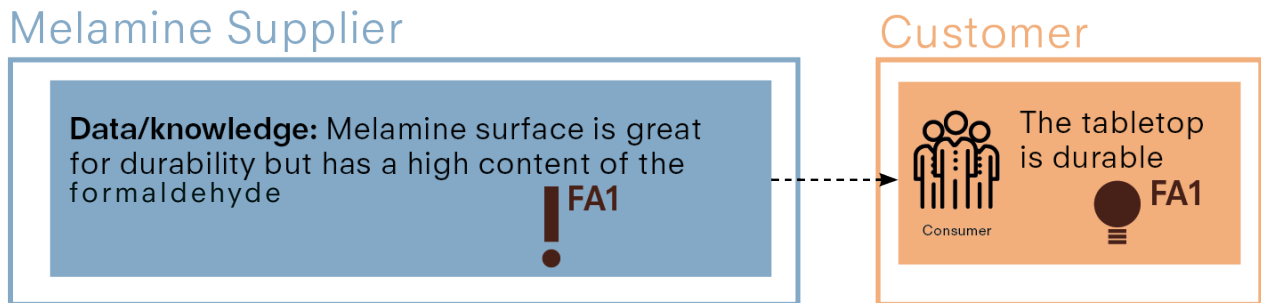 Melamine Supplier
Data/knowledge: Melamine surface is great
for durability but has a high content of the
formaldehyde
FA1
Customer
The tabletop
is durable
FA1
Consumer